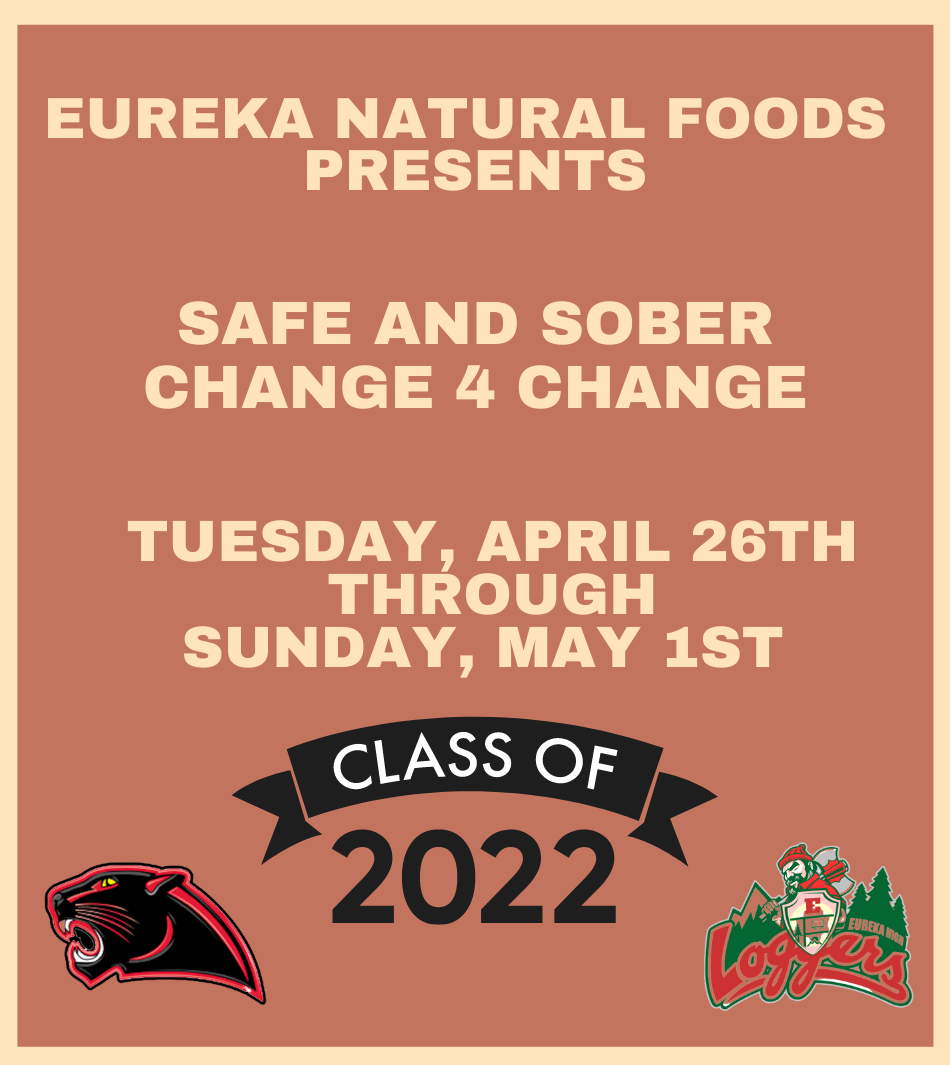 EUREKA NATURAL FOODS
PRESENTS
SAFE AND SOBER
CHANGE 4 CHANGE
TUESDAY, APRIL 26TH
THROUGH
SUNDAY, MAY 1ST
CLASS OF
2022
E
EUREKA HIGH
Loggers